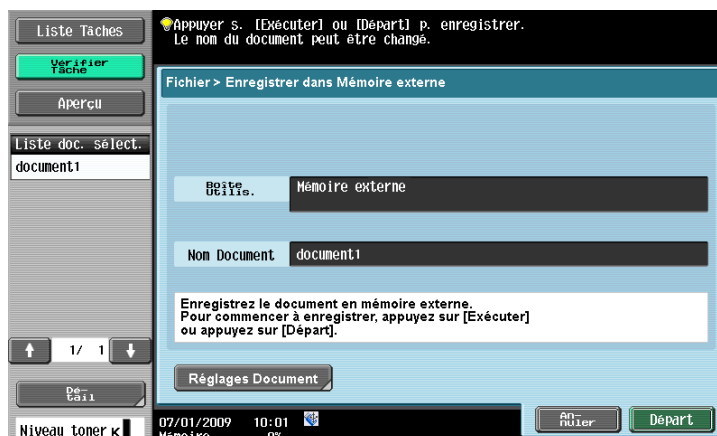 Liste Tâches
Vérifier
Tâche
Aperçu
Liste doc. sélect.
document1
1/ 1
Dé-
tail
Niveau toner K
Appuyer s. [Exécuter] ou [Départ] p. enregistrer.
Le nom du document peut être changé.
Fichier > Enregistrer dans Mémoire externe
Boîte
Utilis.
Mémoire externe
Nom Document
document1
Enregistrez le document en mémoire externe.
Pour commencer à enregistrer, appuyez sur [Exécuter]
ou appuyez sur [Départ].
Réglages Document
07/01/2009 10:01
Mémoire 0%
An-
nuler
Départ